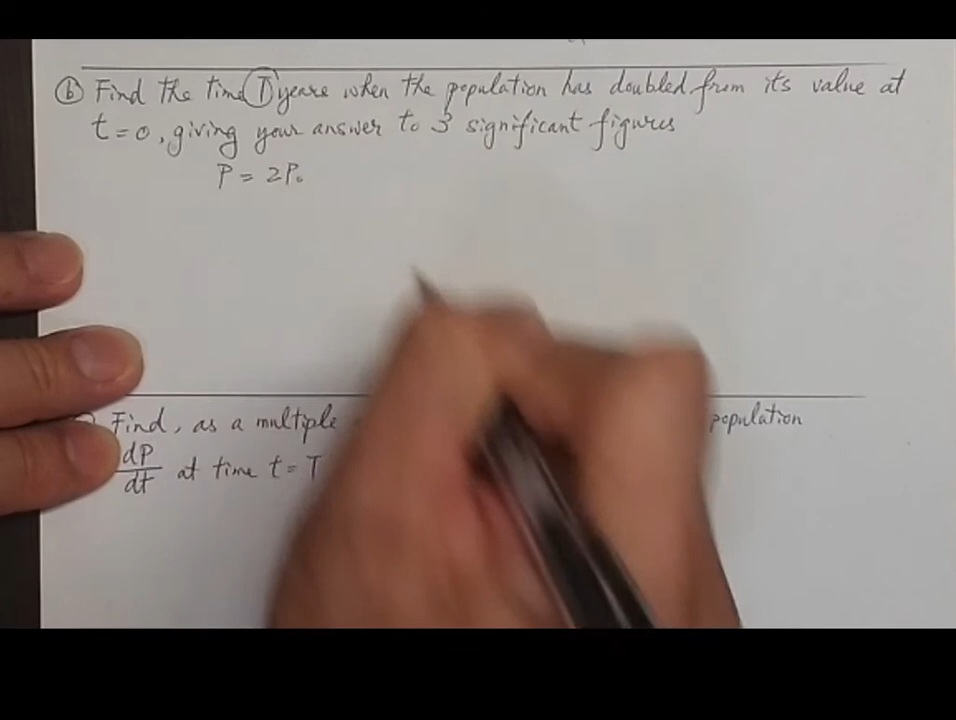 (b) Find the time T years when the population has doubled from its value at
t=0, giving your answer to 3 significant figures
P = 2P₀
Find, as a multiple population
dP/dt at time t = T